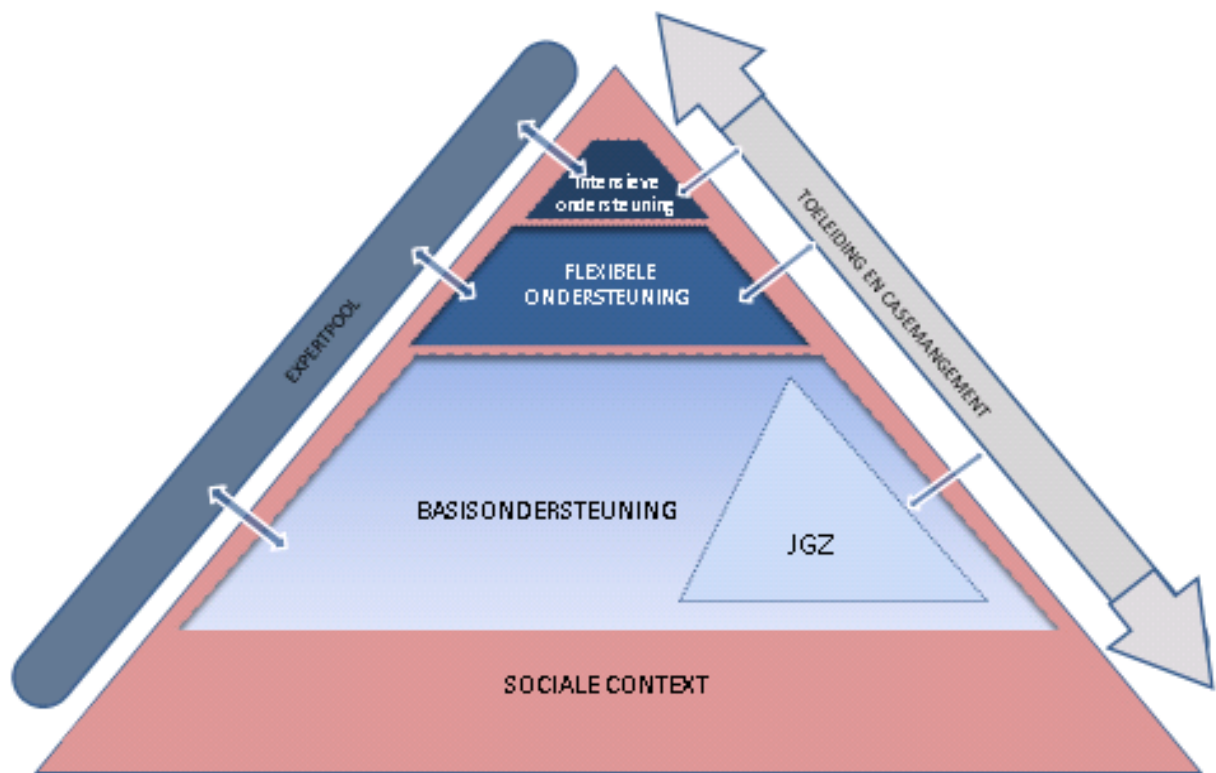 Intensieve
ondersteuning
FLEXIBELE
ONDERSTEUNING
EXPERTPOOL
TOELEIDING EN CASEMANGEMENT
BASISONDERSTEUNING
JGZ
SOCIALE CONTEXT